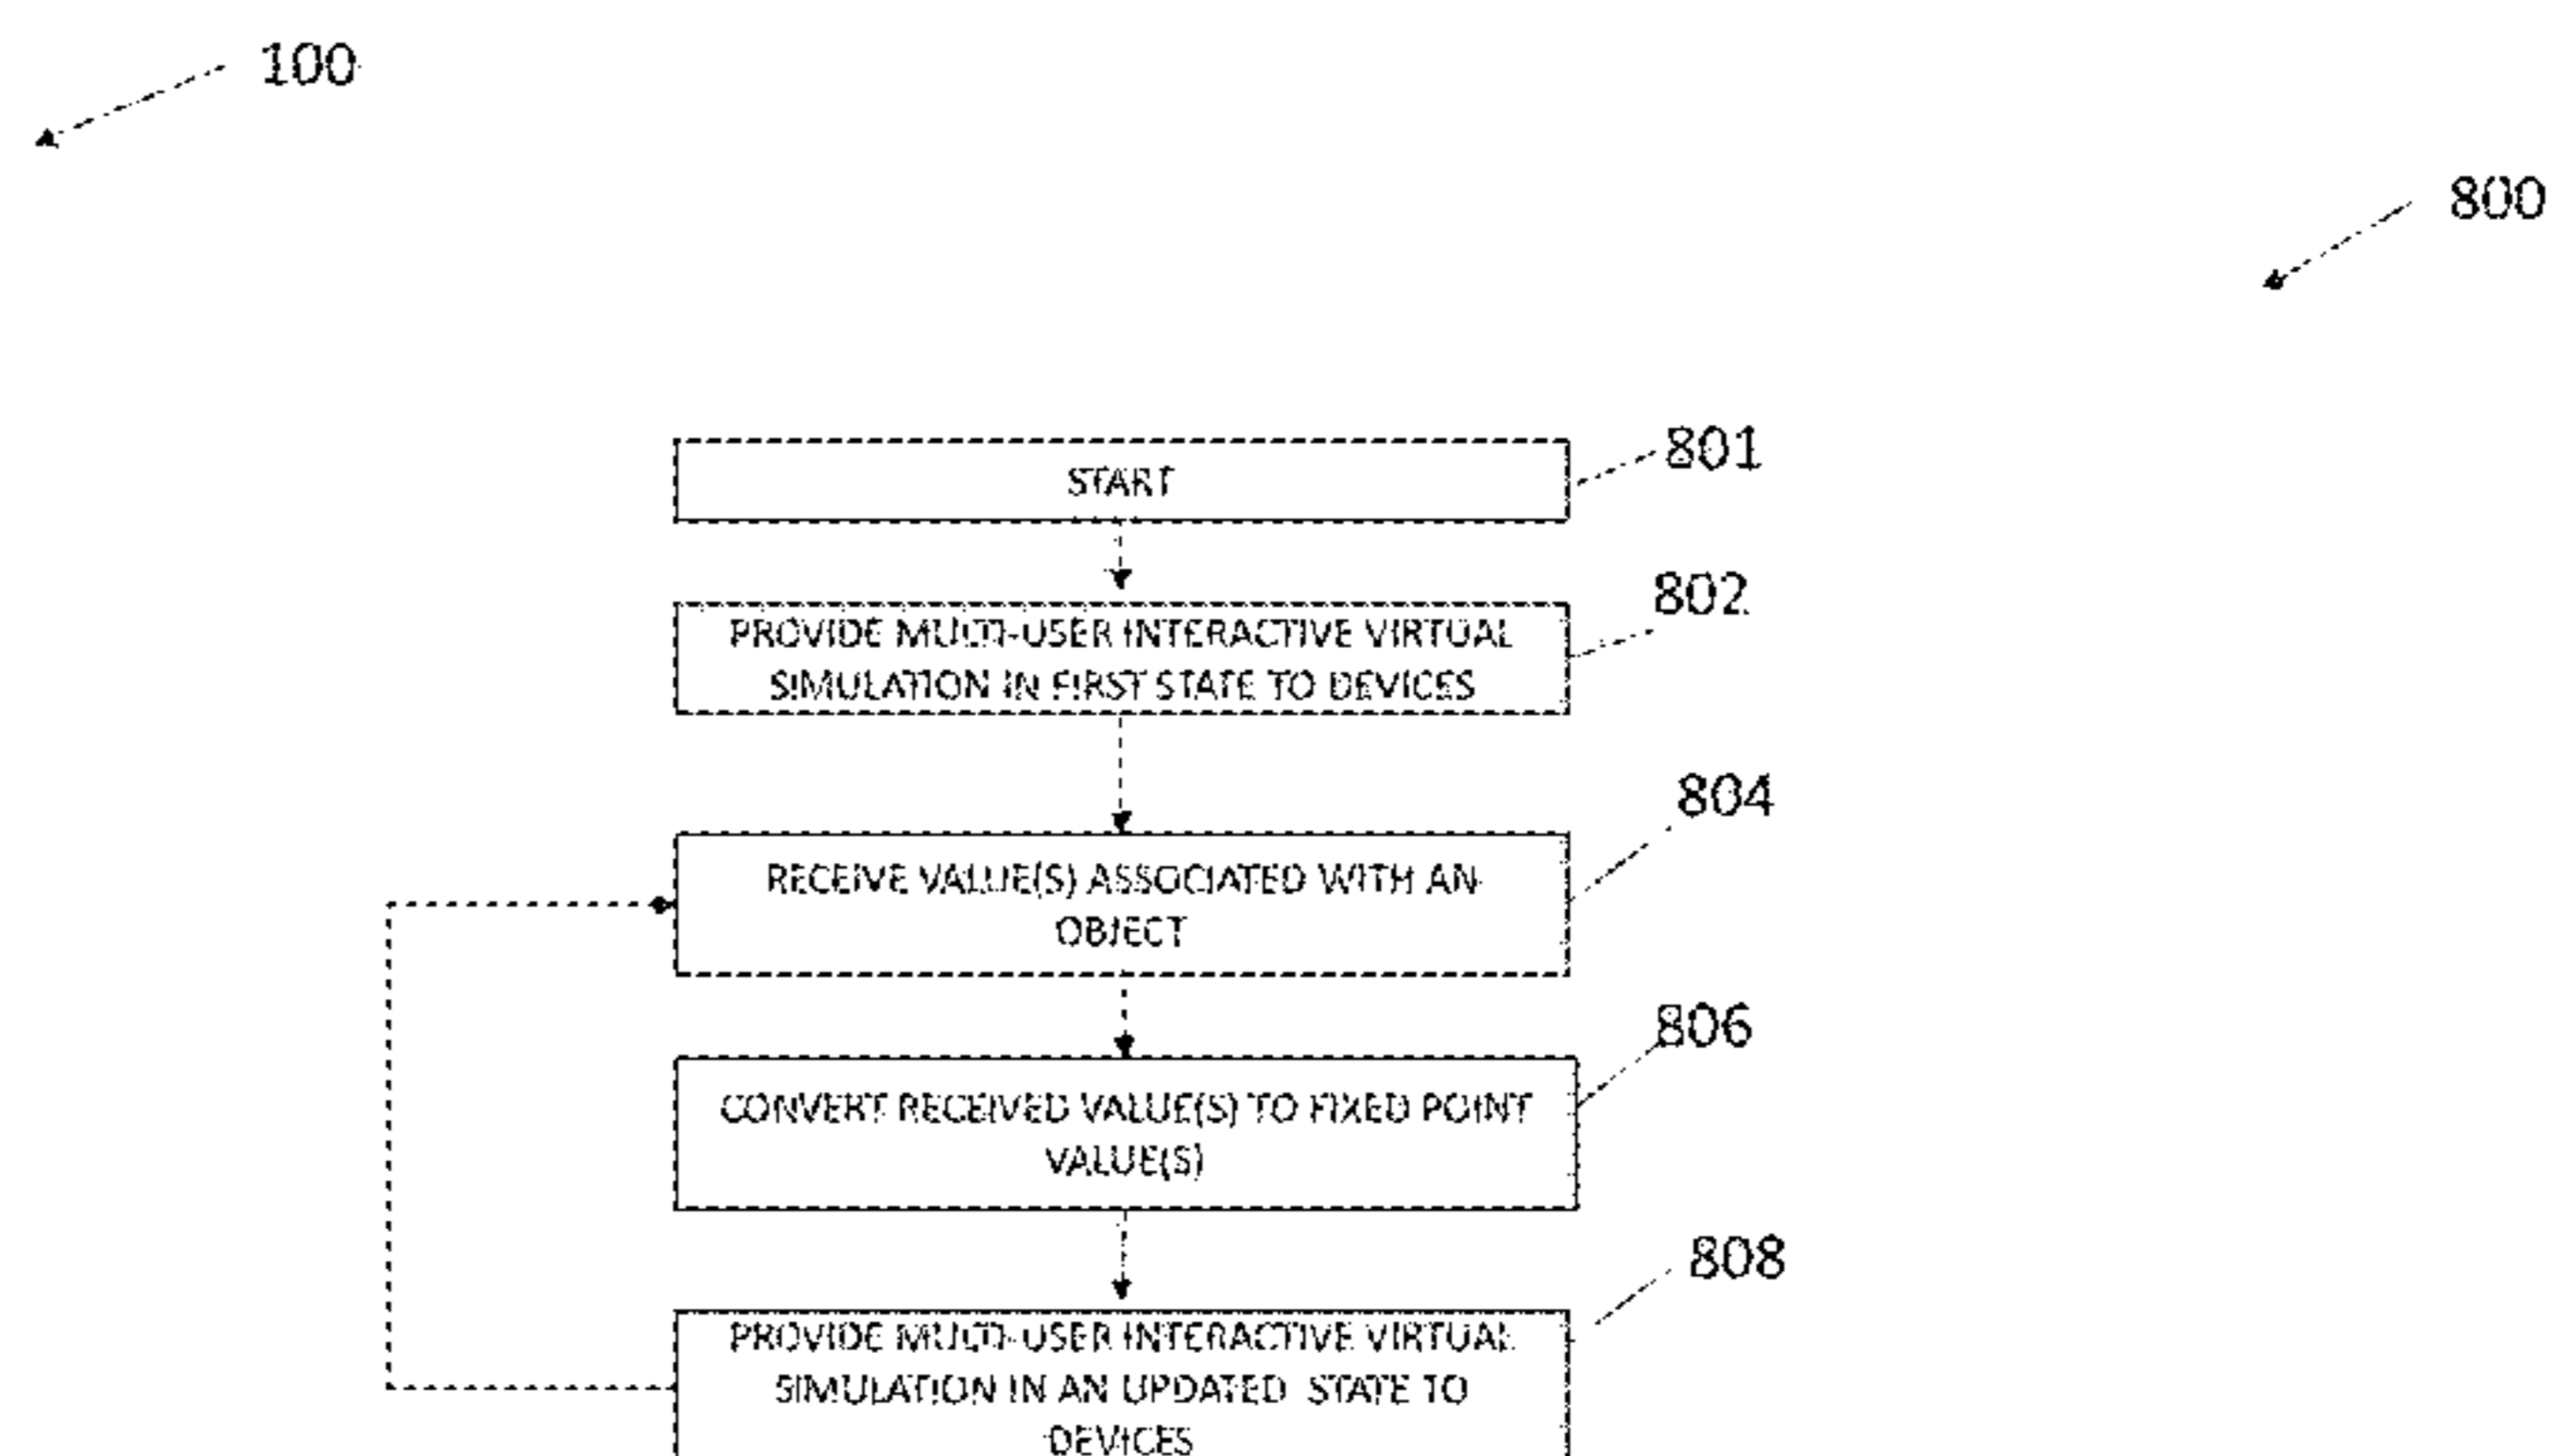 100
800
START
801
PROVIDE MULTI-USER INTERACTIVE VIRTUAL
SIMULATION IN FIRST STATE TO DEVICES
802
RECEIVE VALUE(S) ASSOCIATED WITH AN
OBJECT
804
CONVERT RECEIVED VALUE(S) TO FIXED POINT
VALUE(S)
806
PROVIDE MULTI-USER INTERACTIVE VIRTUAL
SIMULATION IN AN UPDATED STATE TO
DEVICES
808